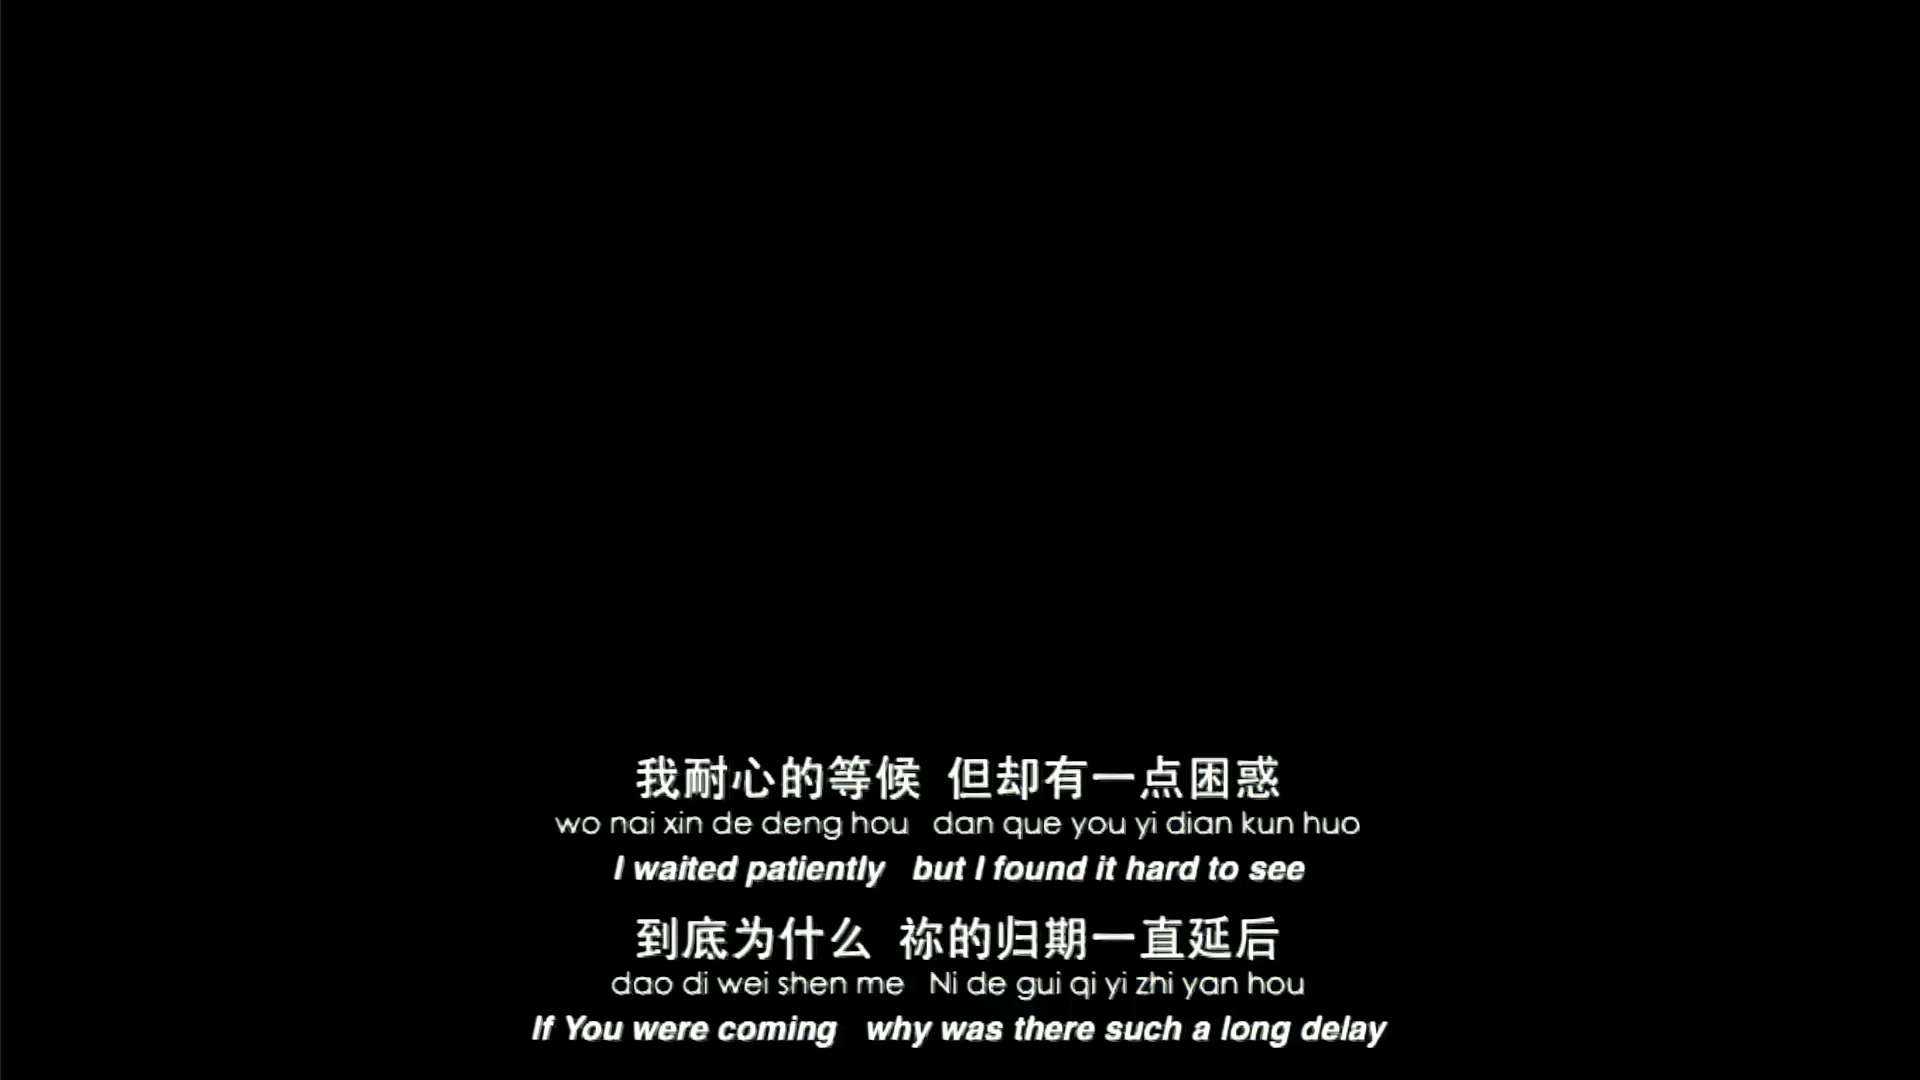 我耐心的等候 但却有一点困惑
wo nai xin de deng hou dan que you yi dian kun huo
I waited patiently but I found it hard to see
到底为什么 祢的归期一直延后
dao di wei shen me Ni de gui qi yi zhi yan hou
If You were coming why was there such a long delay